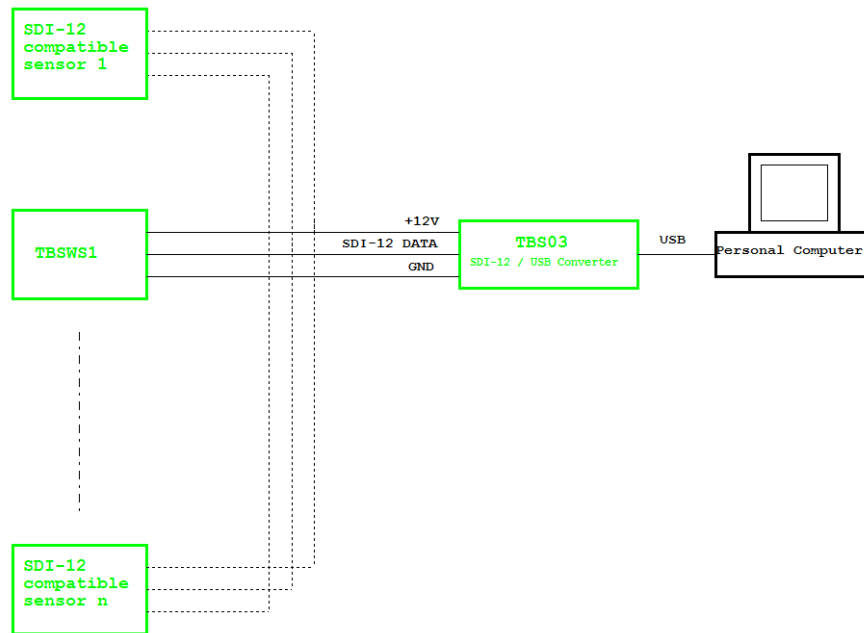 SDI-12
compatible
sensor 1
+12V
SDI-12 DATA
GND
TBSWS1
TBS03
SDI-12 / USB Converter
USB
Personal Computer
SDI-12
compatible
sensor n